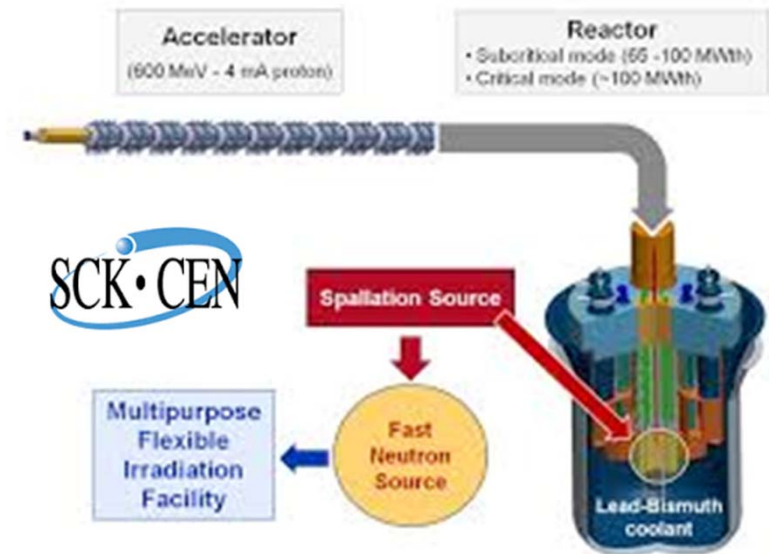 Accelerator
(600 MeV - 4 mA proton)
Reactor
• Subcritical mode (65 -100 MWth)
• Critical mode (~100 MWth)
SCK•CEN
Spallation Source
Multipurpose
Flexible
Irradiation
Facility
Fast
Neutron
Source
Lead-Bismuth
coolant